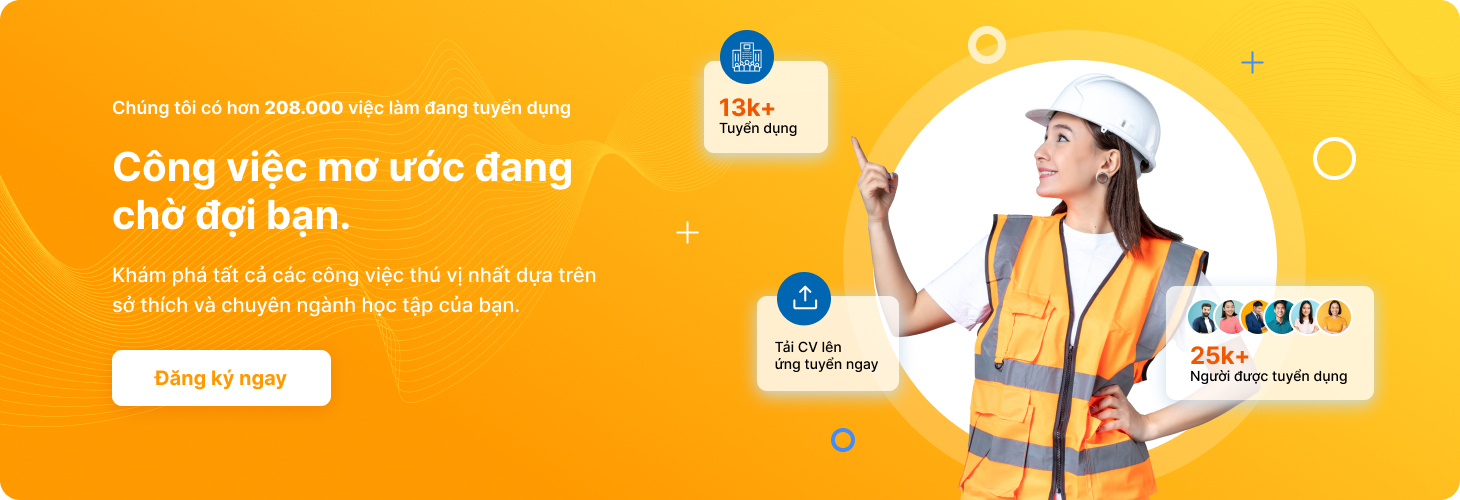 Chúng tôi có hơn 208.000 việc làm đang tuyển dụng
Công việc mơ ước đang
chờ đợi bạn.
Khám phá tất cả các công việc thú vị nhất dựa trên
sở thích và chuyên ngành học tập của bạn.
Đăng ký ngay
13k+
Tuyển dụng
Tải CV lên
ứng tuyển ngay
25k+
Người được tuyển dụng